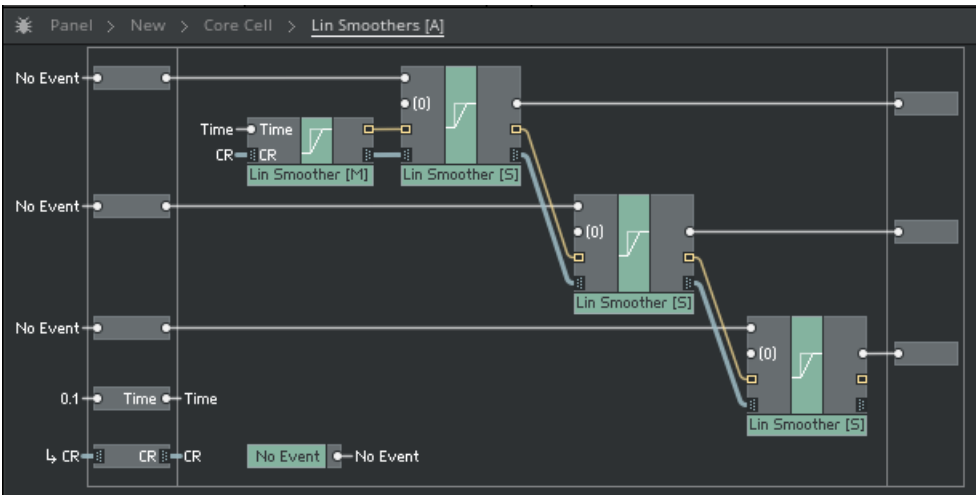 Panel > New > Core Cell > Lin Smoothers [A]
No Event
(0)
Time Time
CR CR
Lin Smoother [M] Lin Smoother [S]
No Event
(0)
Lin Smoother [S]
No Event
(0)
0.1 Time Time
Lin Smoother [S]
↳ CR CR CR No Event No Event